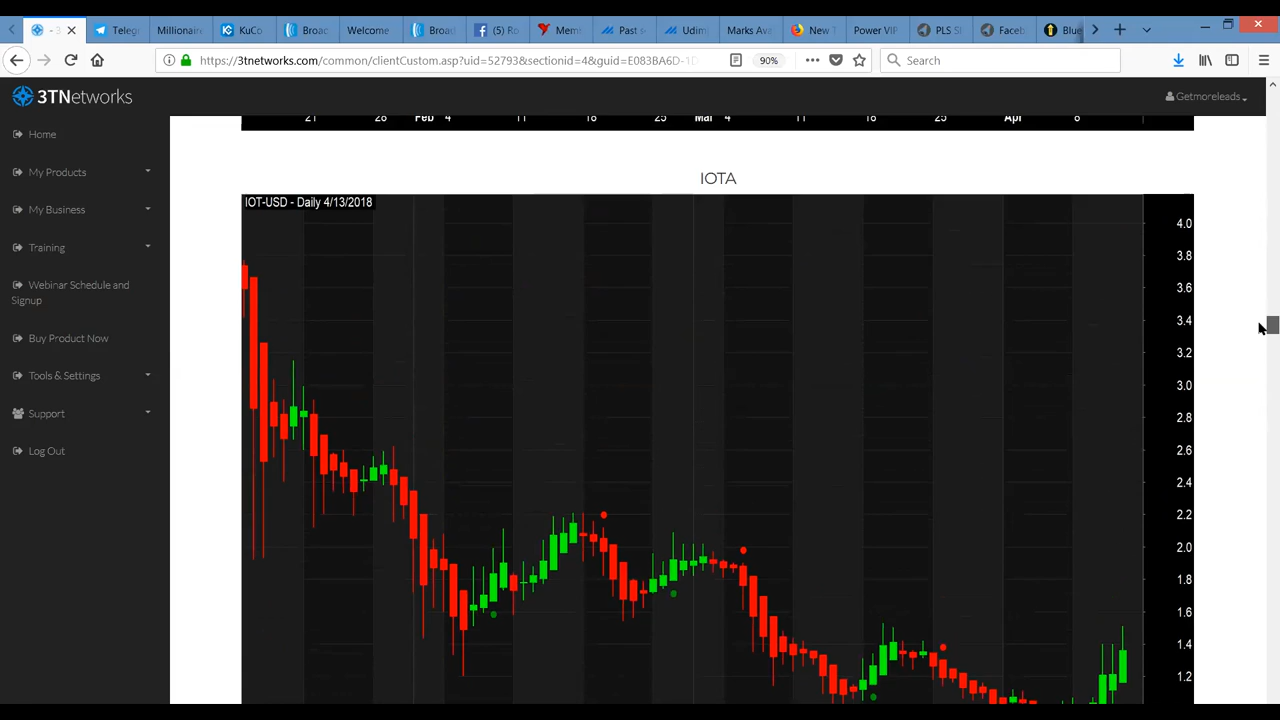 - 3
Teleg
Millionair
KuCo
Broad
Welcome
Broad
(5) Ro
Memb
Past s
Udim
Marks Ava
New T
Power VIP
PLS S
Faceb
Blue
https://3tnetworks.com/common/clientCustom.asp?uid=52793&sectionid=4&guid=E083BA6D-1D
90%
Search
3TNetworks
Getmoreleads
Home
My Products
My Business
Training
Webinar Schedule and
Signup
Buy Product Now
Tools & Settings
Support
Log Out
21 28 Feb 4 11 18 25 Mar 4 11 18 25 Apr 8
IOTA
IOT-USD - Daily 4/13/2018
4.0
3.8
3.6
3.4
3.2
3.0
2.8
2.6
2.4
2.2
2.0
1.8
1.6
1.4
1.2